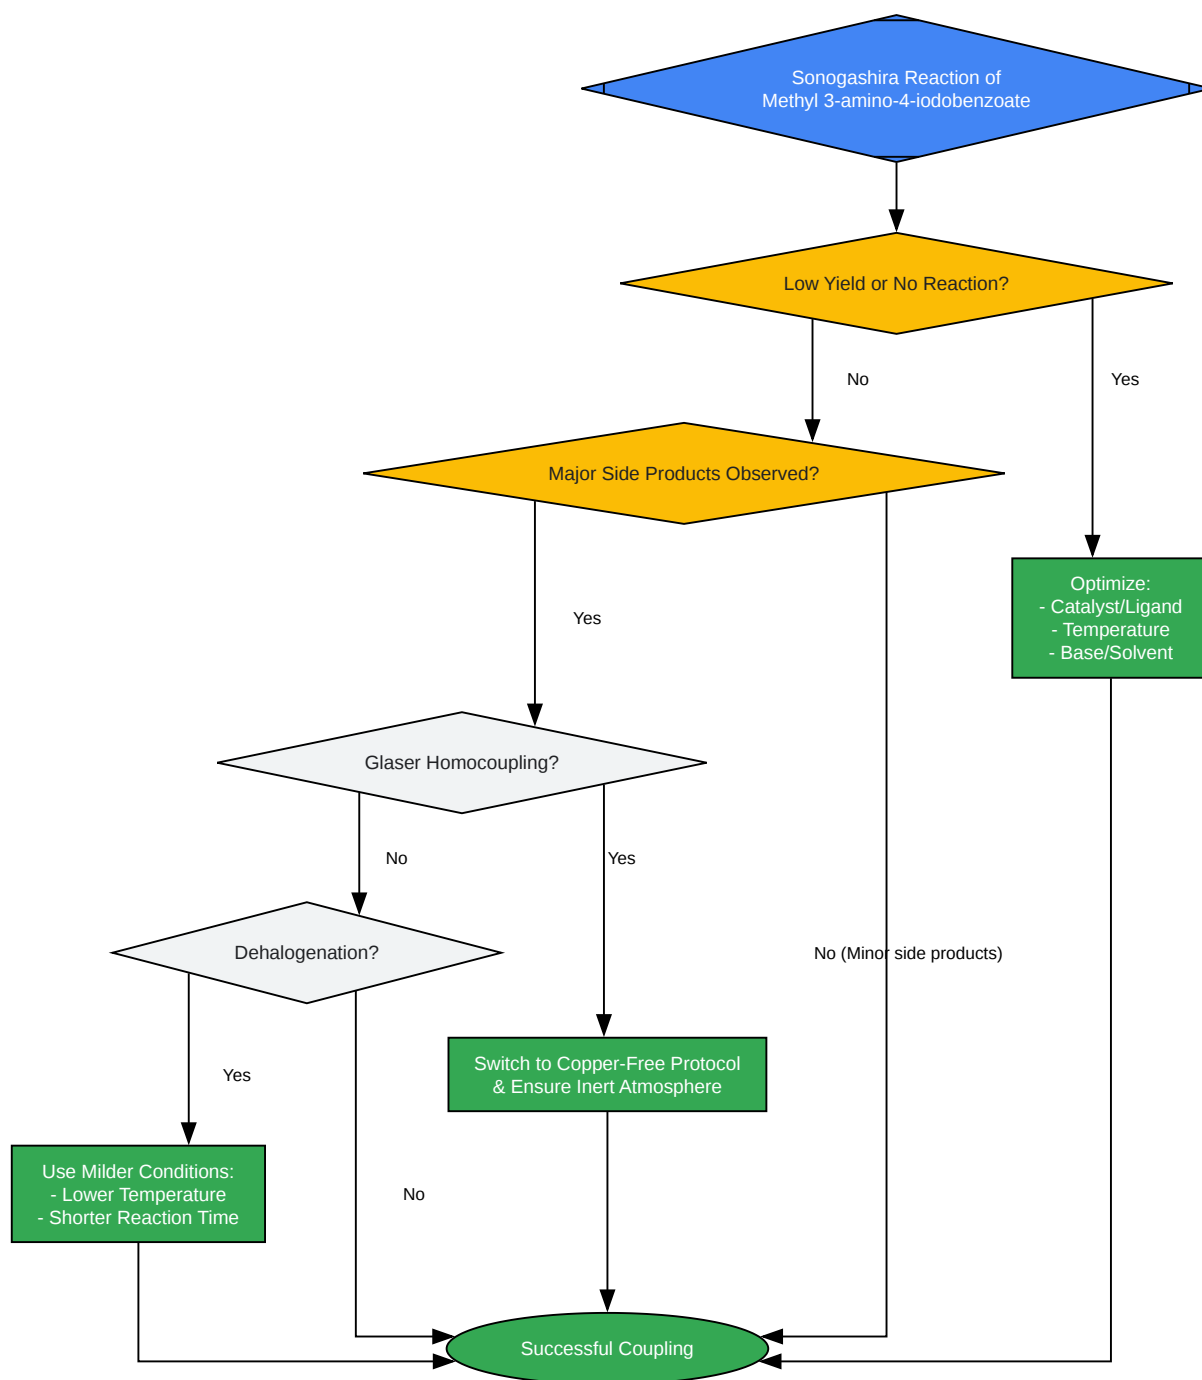 Sonogashira Reaction of
Methyl 3-amino-4-iodobenzoate
Low Yield or No Reaction?
No
Yes
Major Side Products Observed?
Optimize:
- Catalyst/Ligand
- Temperature
- Base/Solvent
Yes
Glaser Homocoupling?
No
Yes
Dehalogenation?
No (Minor side products)
Switch to Copper-Free Protocol
& Ensure Inert Atmosphere
Yes
Use Milder Conditions:
- Lower Temperature
- Shorter Reaction Time
No
Successful Coupling